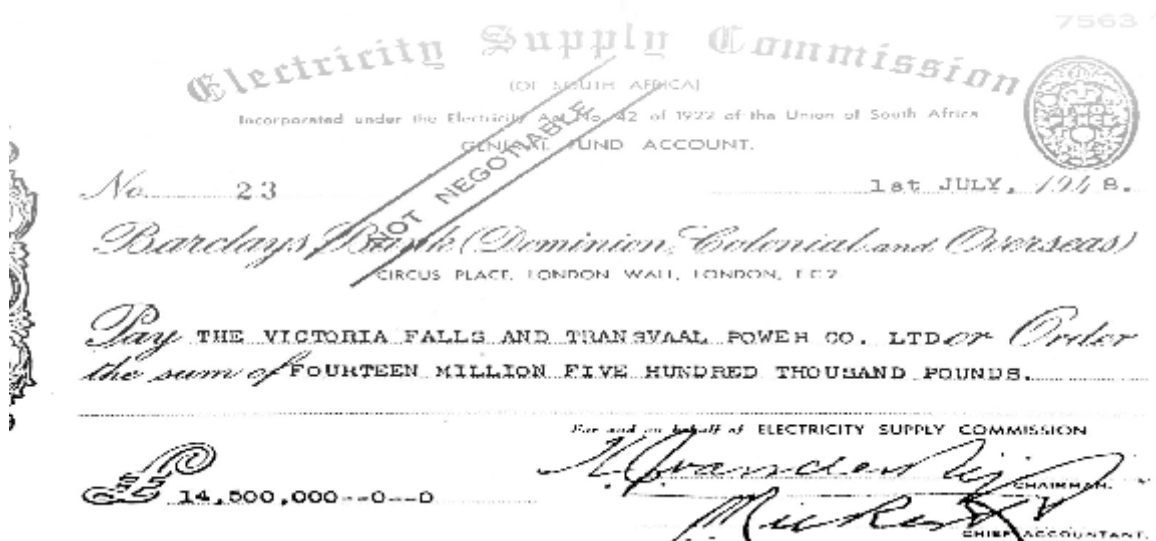 7563
Electricity Supply Commission
(OF SOUTH AFRICA)
Incorporated under the Electricity Act No. 42 of 1922 of the Union of South Africa
GENERAL FUND ACCOUNT.
NOT NEGOTIABLE
No. 23
1st JULY, 1948.
Barclays Bank (Dominion, Colonial and Overseas)
CIRCUS PLACE, LONDON WALL, LONDON, E.C.2
Pay THE VICTORIA FALLS AND TRANSVAAL POWER CO. LTD or Order
the sum of FOURTEEN MILLION FIVE HUNDRED THOUSAND POUNDS.
For and on behalf of ELECTRICITY SUPPLY COMMISSION
£ 14,500,000--0--0
CHAIRMAN.
CHIEF ACCOUNTANT.